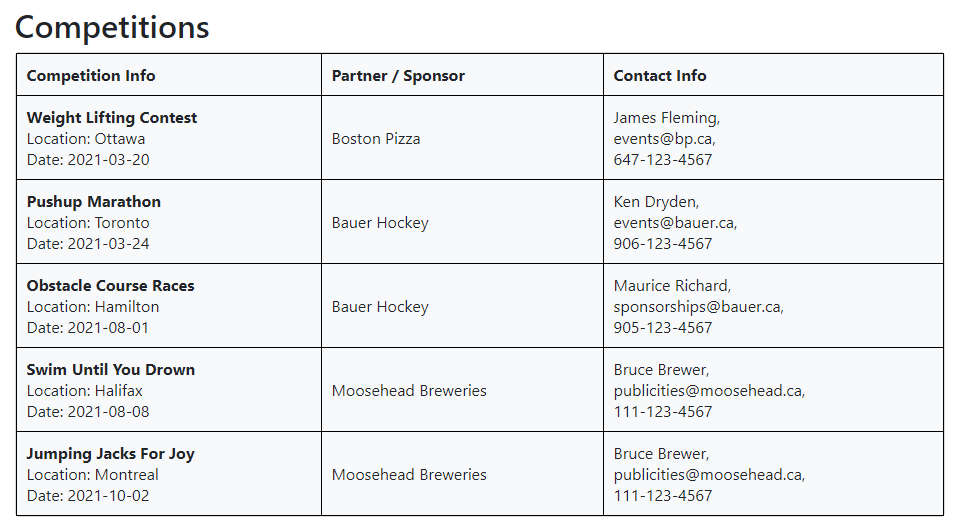 Competitions
Competition Info
Partner / Sponsor
Contact Info
Weight Lifting Contest
Location: Ottawa
Date: 2021-03-20
Boston Pizza
James Fleming,
events@bp.ca,
647-123-4567
Pushup Marathon
Location: Toronto
Date: 2021-03-24
Bauer Hockey
Ken Dryden,
events@bauer.ca,
906-123-4567
Obstacle Course Races
Location: Hamilton
Date: 2021-08-01
Bauer Hockey
Maurice Richard,
sponsorships@bauer.ca,
905-123-4567
Swim Until You Drown
Location: Halifax
Date: 2021-08-08
Moosehead Breweries
Bruce Brewer,
publicities@moosehead.ca,
111-123-4567
Jumping Jacks For Joy
Location: Montreal
Date: 2021-10-02
Moosehead Breweries
Bruce Brewer,
publicities@moosehead.ca,
111-123-4567